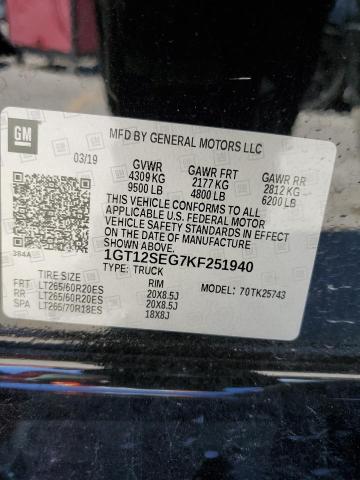 GM
MFD BY GENERAL MOTORS LLC
03/19 GVWR GAWR FRT GAWR RR
4309 KG 2177 KG 2812 KG
9500 LB 4800 LB 6200 LB
THIS VEHICLE CONFORMS TO ALL
APPLICABLE U.S. FEDERAL MOTOR
VEHICLE SAFETY STANDARDS IN
EFFECT ON THE DATE OF MANUFACTURE
SHOWN ABOVE.
384A 1GT12SEG7KF251940
TYPE: TRUCK
TIRE SIZE RIM MODEL: 70TK25743
FRT LT265/60R20ES 20X8.5J
RR LT265/60R20ES 20X8.5J
SPA LT265/70R18ES 18X8J